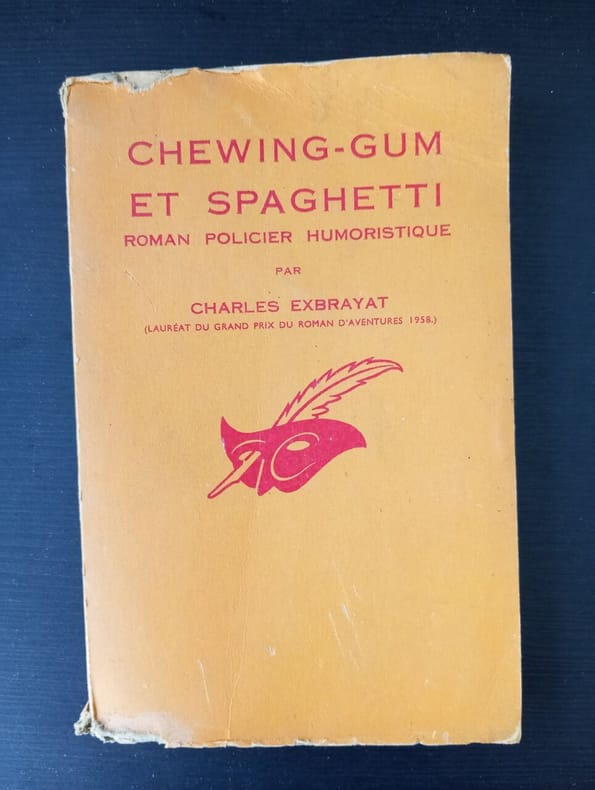 CHEWING-GUM
ET SPAGHETTI
ROMAN POLICIER HUMORISTIQUE
PAR
CHARLES EXBRAYAT
(LAURÉAT DU GRAND PRIX DU ROMAN D'AVENTURES 1958.)